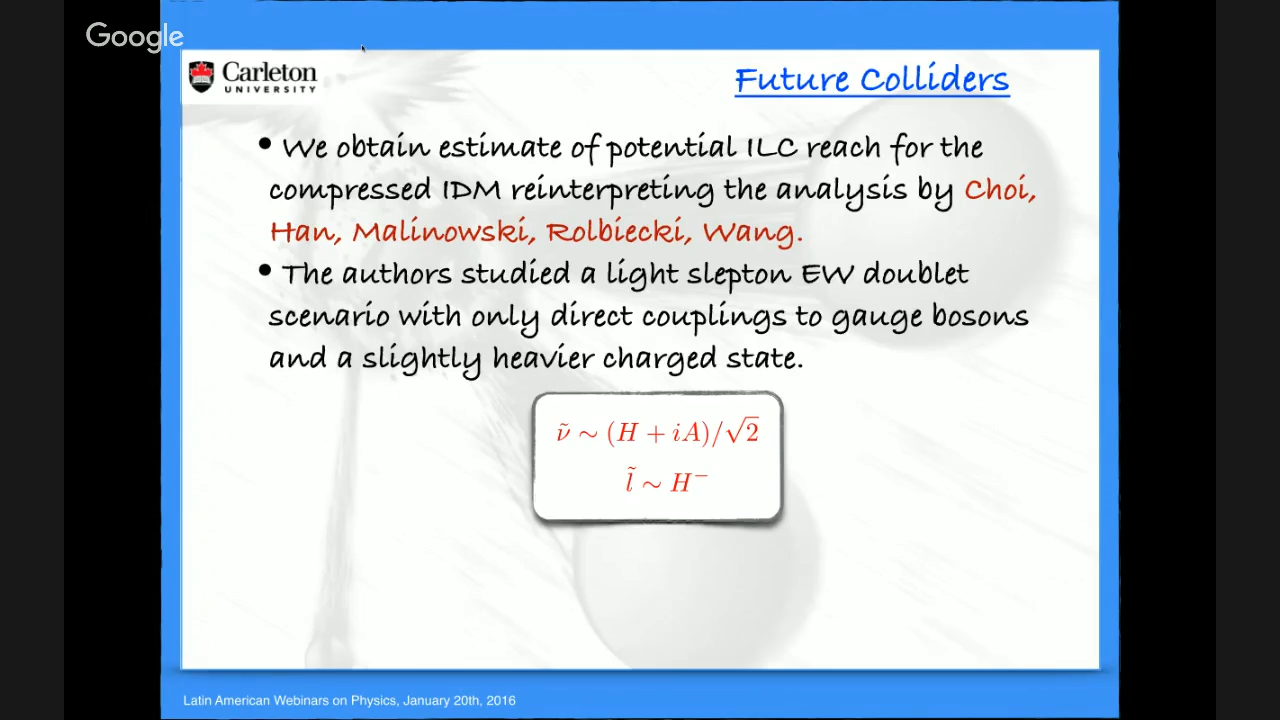 Google
Carleton
UNIVERSITY
Future Colliders
• We obtain estimate of potential ILC reach for the
compressed IDM reinterpreting the analysis by Choi,
Han, Malinowski, Rolbiecki, Wang.
• The authors studied a light slepton EW doublet
scenario with only direct couplings to gauge bosons
and a slightly heavier charged state.
ν̃ ∼ (H + iA)/√2
l̃ ∼ H⁻
Latin American Webinars on Physics, January 20th, 2016